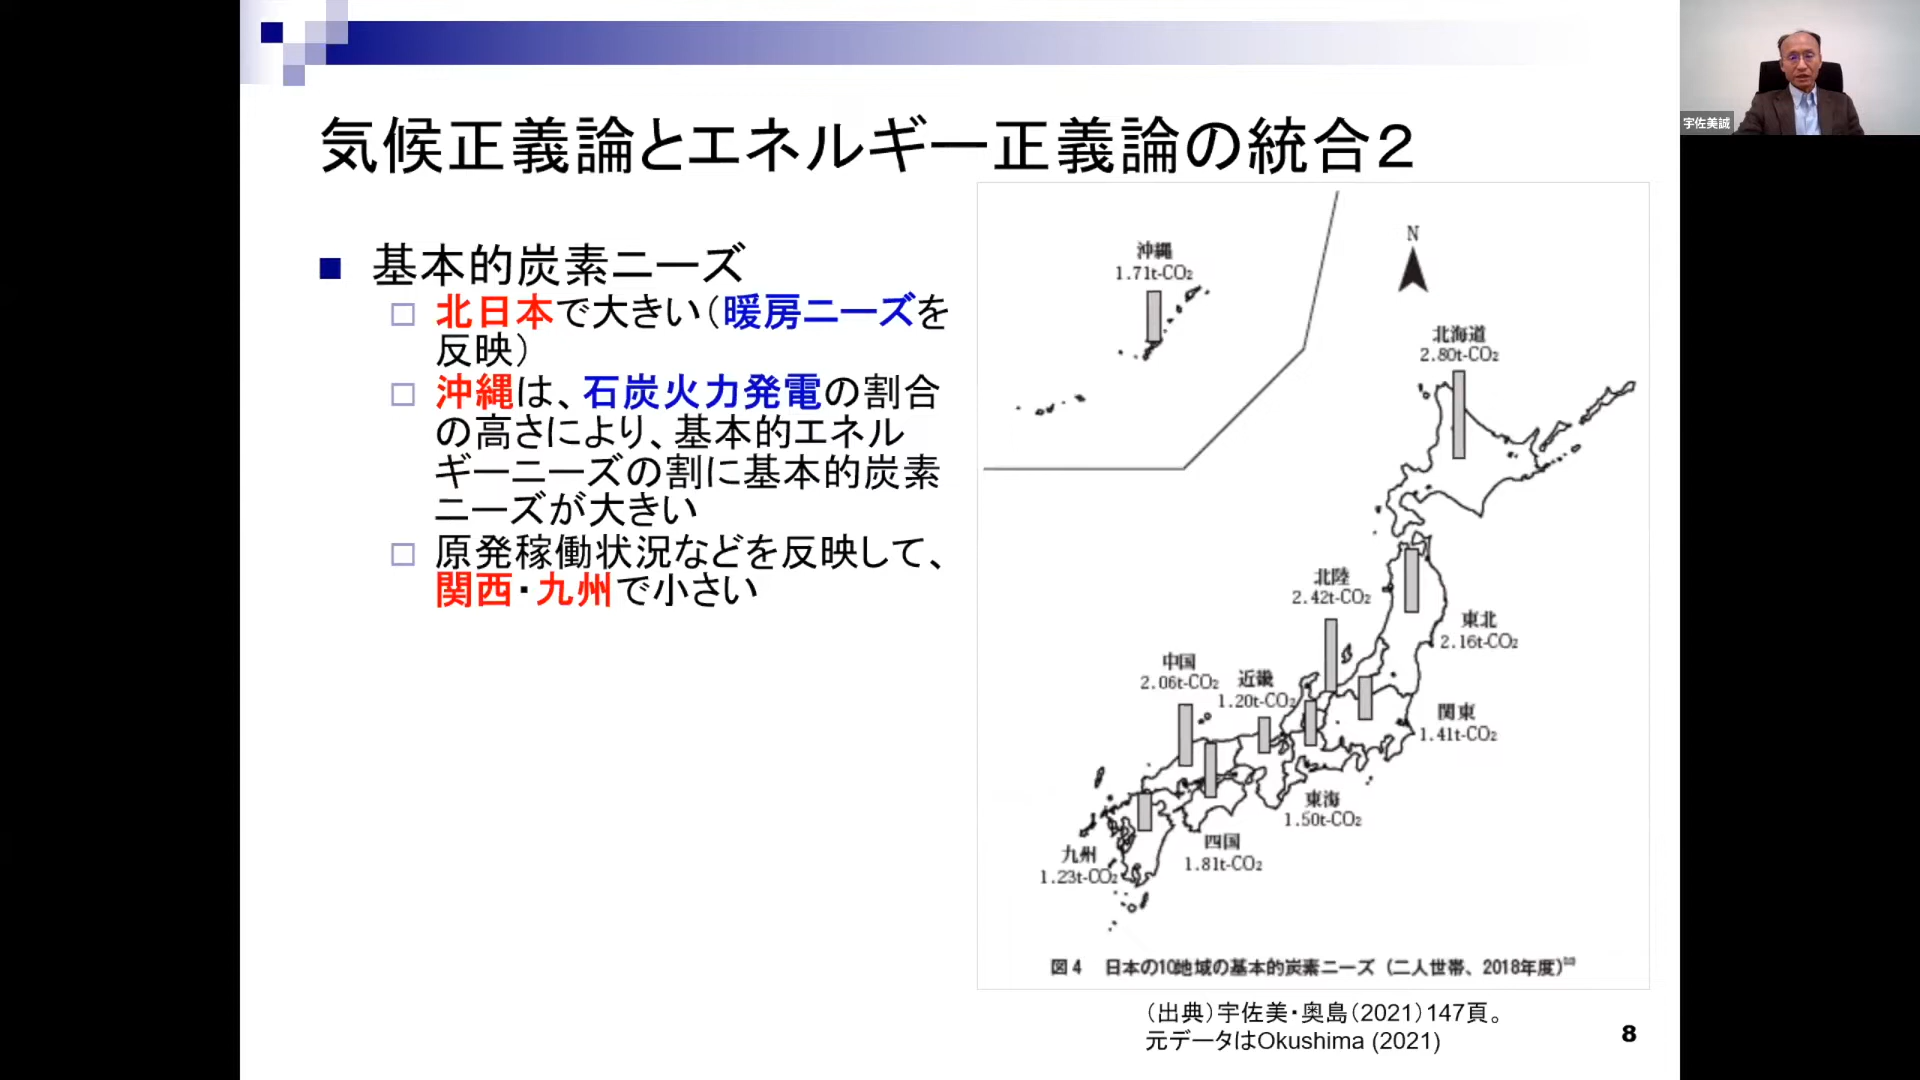 気候正義論とエネルギー正義論の統合２
宇佐美誠
基本的炭素ニーズ
北日本で大きい（暖房ニーズを
反映）
沖縄は、石炭火力発電の割合
の高さにより、基本的エネル
ギーニーズの割に基本的炭素
ニーズが大きい
原発稼働状況などを反映して、
関西・九州で小さい
沖縄
1.71t-CO₂
N
北海道
2.80t-CO₂
北陸
2.42t-CO₂
東北
2.16t-CO₂
中国
2.06t-CO₂
近畿
1.20t-CO₂
関東
1.41t-CO₂
東海
1.50t-CO₂
四国
1.81t-CO₂
九州
1.23t-CO₂
図４　日本の10地域の基本的炭素ニーズ（二人世帯、2018年度）
（出典）宇佐美・奥島（2021）147頁。
元データはOkushima (2021)
8